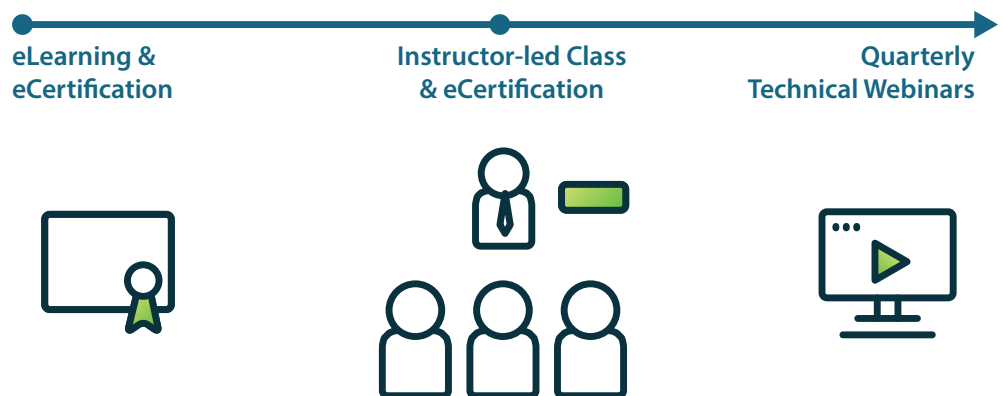 eLearning &
eCertification
Instructor-led Class
& eCertification
Quarterly
Technical Webinars